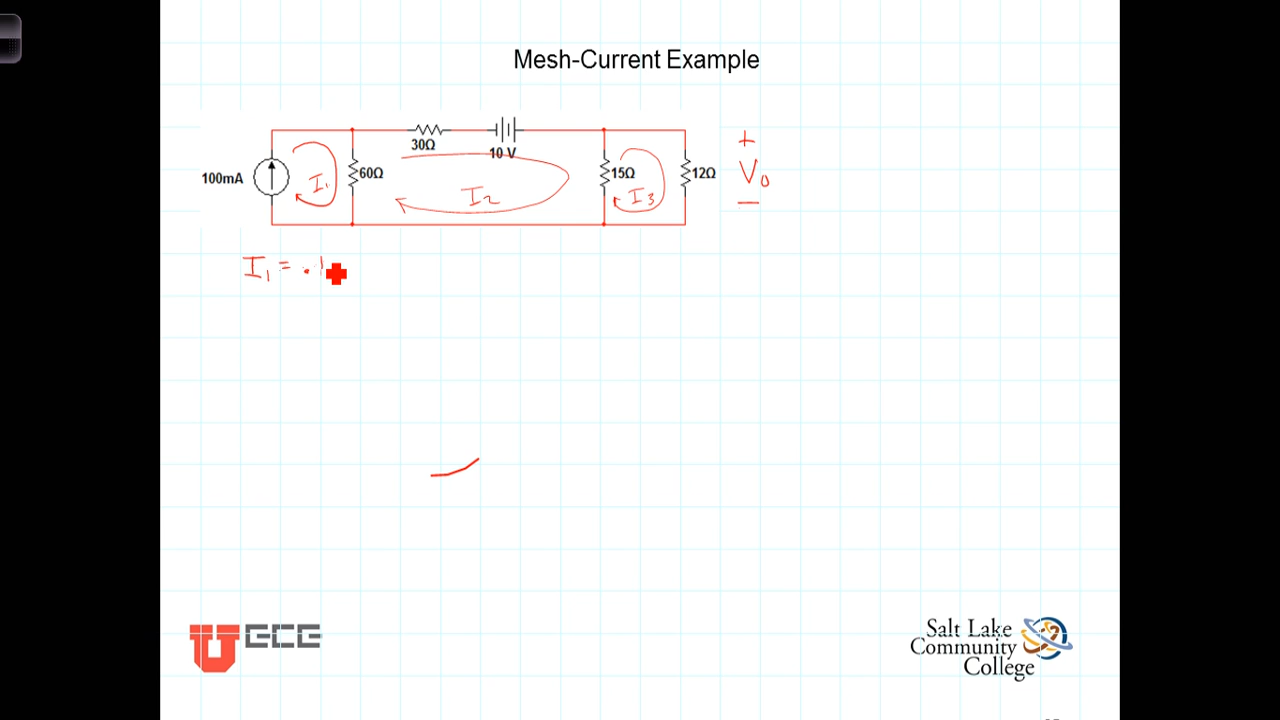 Mesh-Current Example
30Ω
10 V
100mA
60Ω
15Ω
12Ω
+
V₀
−
I₁
I₂
I₃
I₁ = .1
U ECE
Salt Lake
Community
College